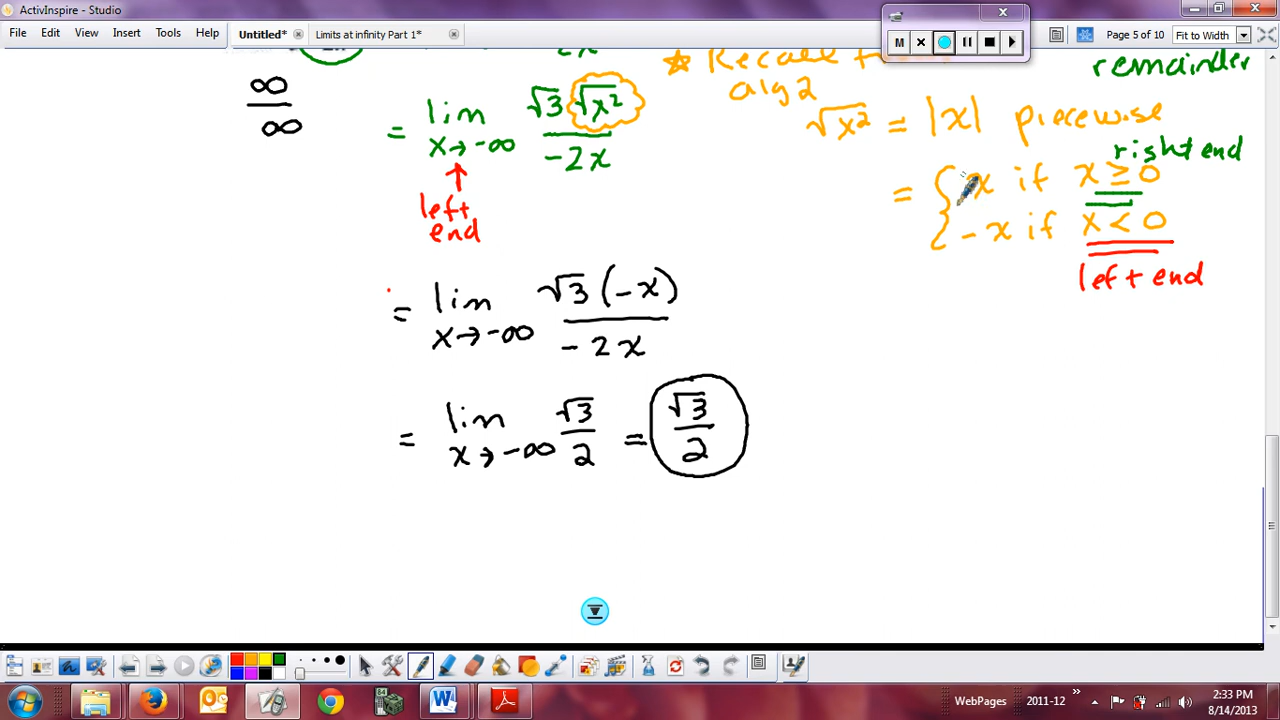 ActivInspire - Studio
File Edit View Insert Tools Help
Untitled*
Limits at infinity Part 1*
M
Page 5 of 10
Fit to Width
★ Recall
alg 2
remainder
∞
∞
= lim √3 √x²
x→ -∞ -2x
√x² = |x| piecewise
right end
= { x if x ≥ 0
-x if x < 0
left end
left
end
= lim √3 (-x)
x→ -∞ -2x
= lim √3 = √3
x→ -∞ 2 2
WebPages
2011-12
2:33 PM
8/14/2013